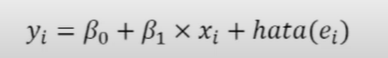 yᵢ = β₀ + β₁ × xᵢ + hata(eᵢ)